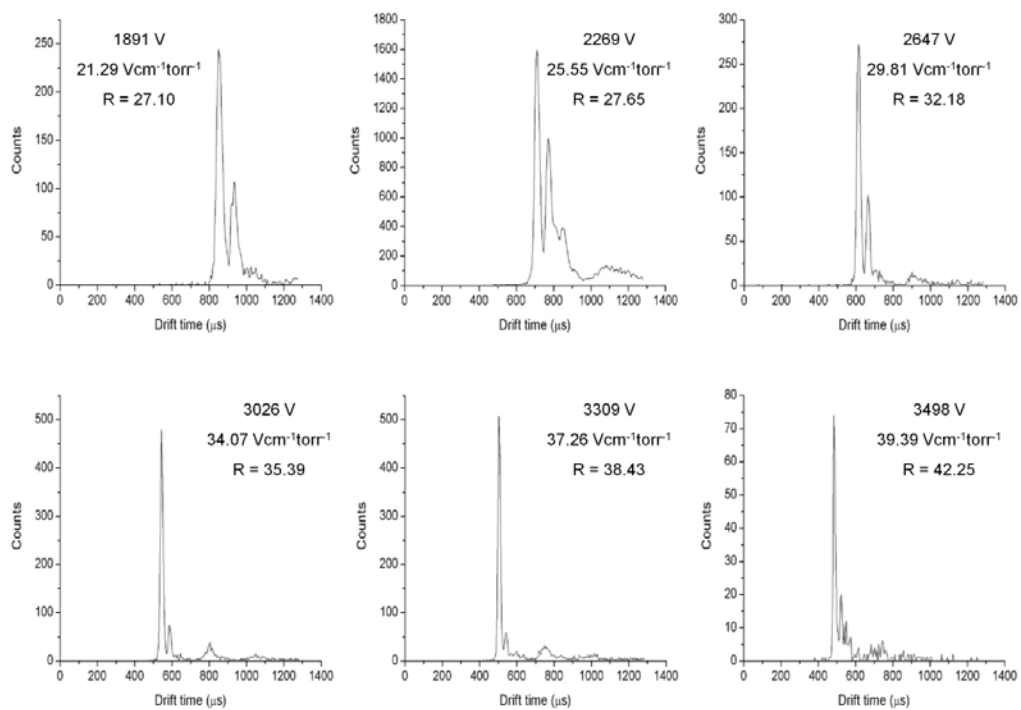 1891 V
21.29 Vcm⁻¹torr⁻¹
R = 27.10
Counts
250
200
150
100
50
0
0 200 400 600 800 1000 1200 1400
Drift time (μs)
2269 V
25.55 Vcm⁻¹torr⁻¹
R = 27.65
Counts
1800
1600
1400
1200
1000
800
600
400
200
0
0 200 400 600 800 1000 1200 1400
Drift time (μs)
2647 V
29.81 Vcm⁻¹torr⁻¹
R = 32.18
Counts
300
250
200
150
100
50
0
0 200 400 600 800 1000 1200 1400
Drift time (μs)
3026 V
34.07 Vcm⁻¹torr⁻¹
R = 35.39
Counts
500
400
300
200
100
0
0 200 400 600 800 1000 1200 1400
Drift time (μs)
3309 V
37.26 Vcm⁻¹torr⁻¹
R = 38.43
Counts
500
400
300
200
100
0
0 200 400 600 800 1000 1200 1400
Drift time (μs)
3498 V
39.39 Vcm⁻¹torr⁻¹
R = 42.25
Counts
80
70
60
50
40
30
20
10
0
0 200 400 600 800 1000 1200 1400
Drift time (μs)